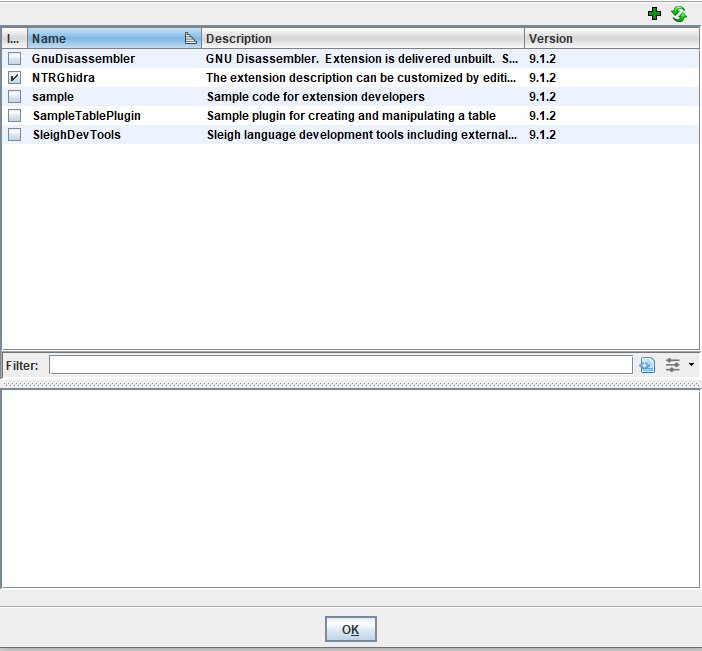 I... Name Description Version
GnuDisassembler GNU Disassembler. Extension is delivered unbuilt. S... 9.1.2
NTRGhidra The extension description can be customized by editi... 9.1.2
sample Sample code for extension developers 9.1.2
SampleTablePlugin Sample plugin for creating and manipulating a table 9.1.2
SleighDevTools Sleigh language development tools including external... 9.1.2
Filter:
OK